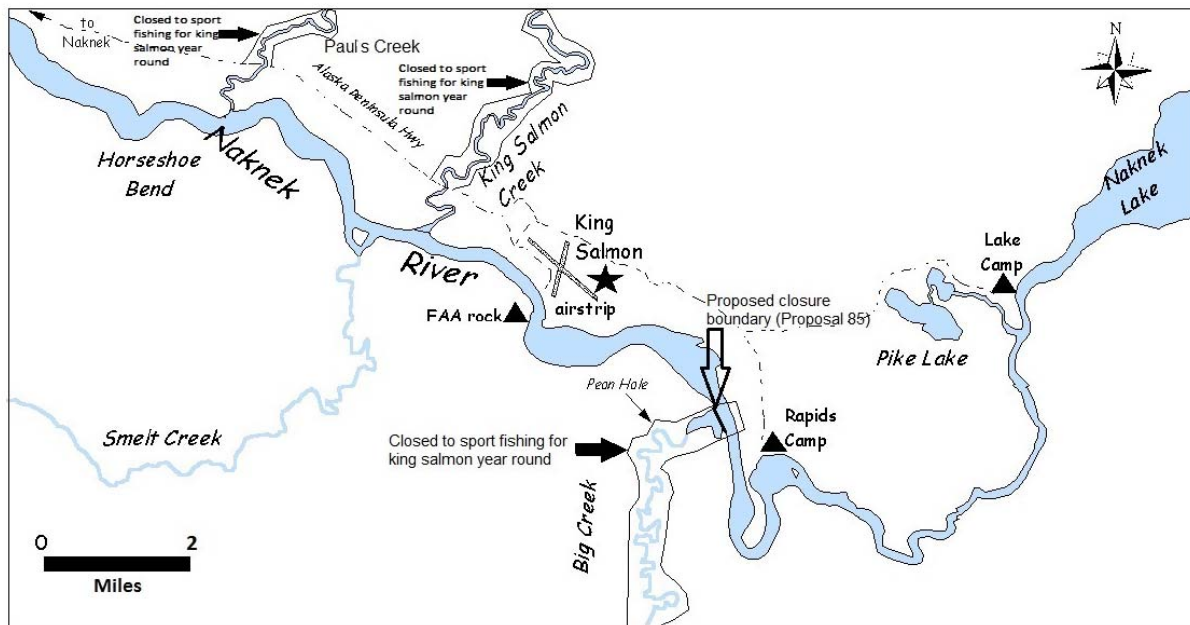 to
Naknek
Closed to sport
fishing for king
salmon year
round
Paul's Creek
Closed to sport
fishing for king
salmon year
round
Alaska Peninsula Hwy
N
Horseshoe
Bend
Naknek
River
King Salmon
Creek
King
Salmon
airstrip
FAA rock
Naknek
Lake
Lake
Camp
Proposed closure
boundary (Proposal 85)
Pike Lake
Pean Hole
Smelt Creek
Closed to sport fishing for
king salmon year round
Rapids
Camp
Big Creek
0 2
Miles